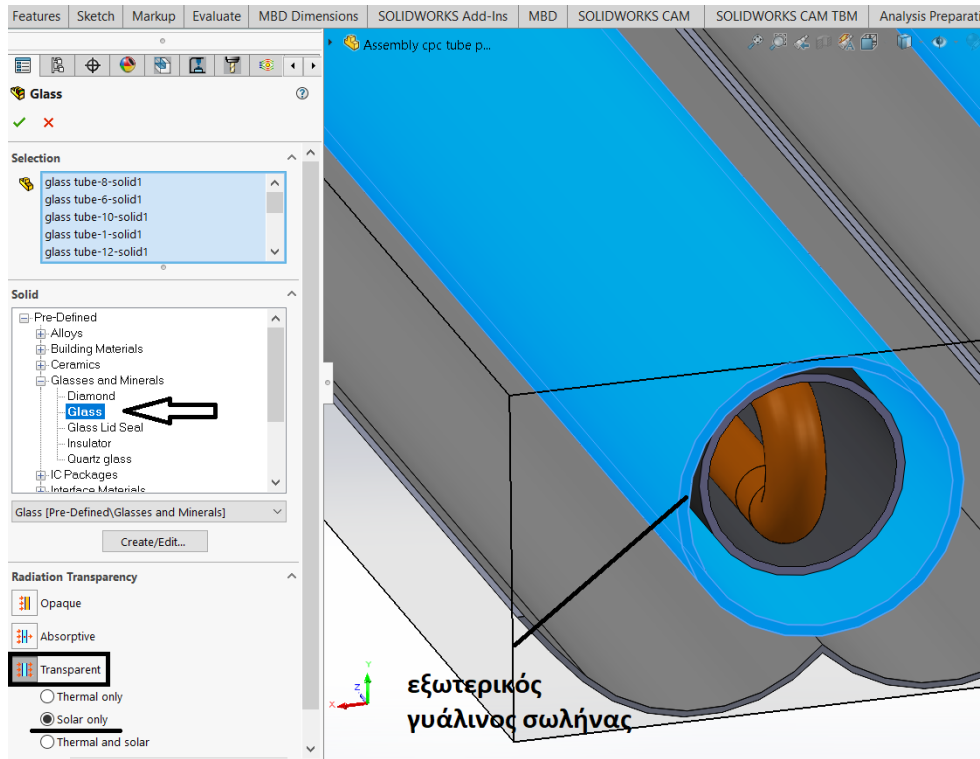 Features Sketch Markup Evaluate MBD Dimensions SOLIDWORKS Add-Ins MBD SOLIDWORKS CAM SOLIDWORKS CAM TBM Analysis Preparati
Assembly cpc tube p...
Glass
Selection
glass tube-8-solid1
glass tube-6-solid1
glass tube-10-solid1
glass tube-1-solid1
glass tube-12-solid1
Solid
Pre-Defined
Alloys
Building Materials
Ceramics
Glasses and Minerals
Diamond
Glass
Glass Lid Seal
Insulator
Quartz glass
IC Packages
Interface Materials
Glass [Pre-Defined\Glasses and Minerals]
Create/Edit...
Radiation Transparency
Opaque
Absorptive
Transparent
Thermal only
Solar only
Thermal and solar
Y
Z
X
εξωτερικός
γυάλινος σωλήνας